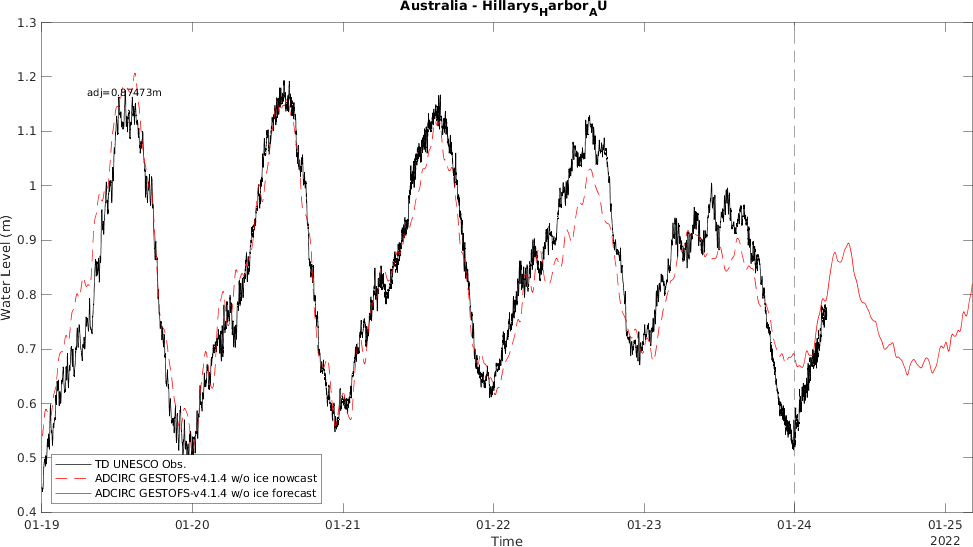 Australia - Hillarys_Harbor_AU
1.3
1.2
adj=0.87473m
1.1
1
0.9
0.8
0.7
0.6
0.5
0.4
Water Level (m)
TD UNESCO Obs.
ADCIRC GESTOFS-v4.1.4 w/o ice nowcast
ADCIRC GESTOFS-v4.1.4 w/o ice forecast
01-19 01-20 01-21 01-22 01-23 01-24 01-25
Time 2022